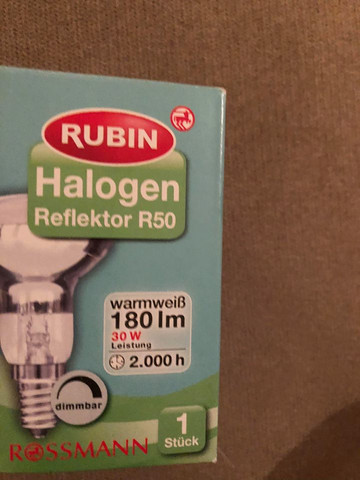 RUBIN
Halogen
Reflektor R50
warmweiß
180 lm
30 W
Leistung
2.000 h
dimmbar
1
Stück
ROSSMANN